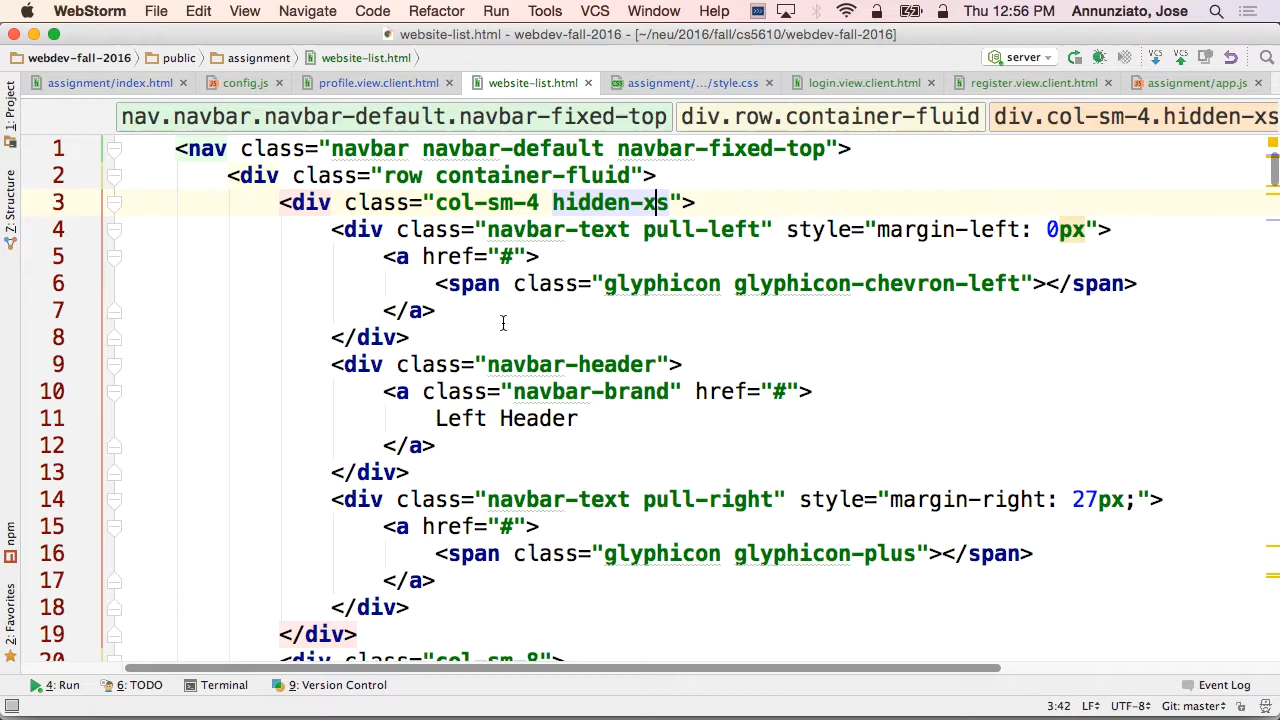 WebStorm File Edit View Navigate Code Refactor Run Tools VCS Window Help Thu 12:56 PM Annunziato, Jose
website-list.html - webdev-fall-2016 - [~/neu/2016/fall/cs5610/webdev-fall-2016]
webdev-fall-2016 public assignment website-list.html server VCS VCS
assignment/index.html config.js profile.view.client.html website-list.html assignment/.../style.css login.view.client.html register.view.client.html assignment/app.js
nav.navbar.navbar-default.navbar-fixed-top div.row.container-fluid div.col-sm-4.hidden-xs
1: Project
Z: Structure
npm
2: Favorites
1 <nav class="navbar navbar-default navbar-fixed-top">
2 <div class="row container-fluid">
3 <div class="col-sm-4 hidden-xs">
4 <div class="navbar-text pull-left" style="margin-left: 0px">
5 <a href="#">
6 <span class="glyphicon glyphicon-chevron-left"></span>
7 </a>
8 </div>
9 <div class="navbar-header">
10 <a class="navbar-brand" href="#">
11 Left Header
12 </a>
13 </div>
14 <div class="navbar-text pull-right" style="margin-right: 27px;">
15 <a href="#">
16 <span class="glyphicon glyphicon-plus"></span>
17 </a>
18 </div>
19 </div>
20 <div class="col-sm-8">
4: Run 6: TODO Terminal 9: Version Control Event Log
3:42 LF UTF-8 Git: master